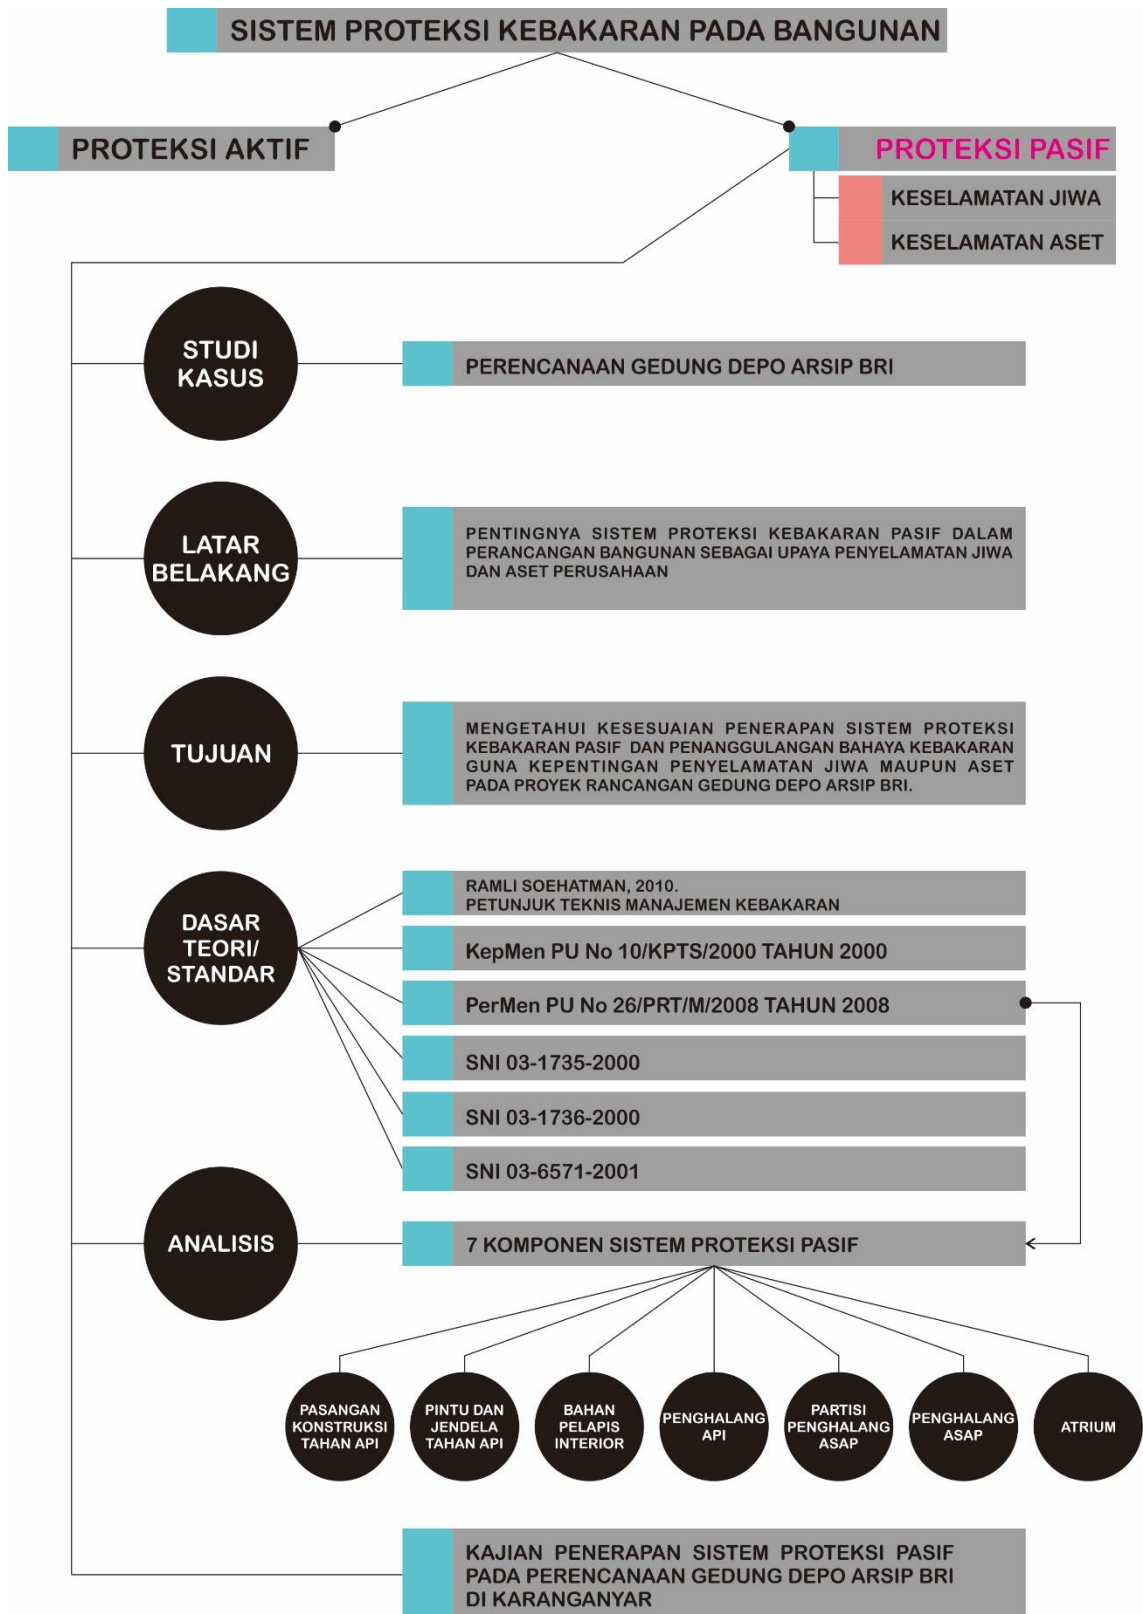 SISTEM PROTEKSI KEBAKARAN PADA BANGUNAN
PROTEKSI AKTIF
PROTEKSI PASIF
KESELAMATAN JIWA
KESELAMATAN ASET
STUDI
KASUS
PERENCANAAN GEDUNG DEPO ARSIP BRI
LATAR
BELAKANG
PENTINGNYA SISTEM PROTEKSI KEBAKARAN PASIF DALAM
PERANCANGAN BANGUNAN SEBAGAI UPAYA PENYELAMATAN JIWA
DAN ASET PERUSAHAAN
TUJUAN
MENGETAHUI KESESUAIAN PENERAPAN SISTEM PROTEKSI
KEBAKARAN PASIF DAN PENANGGULANGAN BAHAYA KEBAKARAN
GUNA KEPENTINGAN PENYELAMATAN JIWA MAUPUN ASET
PADA PROYEK RANCANGAN GEDUNG DEPO ARSIP BRI.
DASAR
TEORI/
STANDAR
RAMLI SOEHATMAN, 2010.
PETUNJUK TEKNIS MANAJEMEN KEBAKARAN
KepMen PU No 10/KPTS/2000 TAHUN 2000
PerMen PU No 26/PRT/M/2008 TAHUN 2008
SNI 03-1735-2000
SNI 03-1736-2000
SNI 03-6571-2001
ANALISIS
7 KOMPONEN SISTEM PROTEKSI PASIF
PASANGAN
KONSTRUKSI
TAHAN API
PINTU DAN
JENDELA
TAHAN API
BAHAN
PELAPIS
INTERIOR
PENGHALANG
API
PARTISI
PENGHALANG
ASAP
PENGHALANG
ASAP
ATRIUM
KAJIAN PENERAPAN SISTEM PROTEKSI PASIF
PADA PERENCANAAN GEDUNG DEPO ARSIP BRI
DI KARANGANYAR